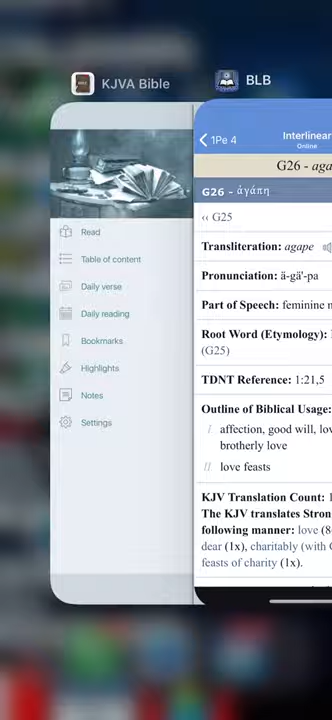 KJVA Bible
Read
Table of content
Daily verse
Daily reading
Bookmarks
Highlights
Notes
Settings
BLB
1Pe 4
Interlinear
Online
G26 - aga
G26 - ἀγάπη
‹‹ G25
Transliteration: agape
Pronunciation: ä-gä'-pa
Part of Speech: feminine
Root Word (Etymology):
(G25)
TDNT Reference: 1:21,5
Outline of Biblical Usage:
I. affection, good will,
brotherly love
II. love feasts
KJV Translation Count:
The KJV translates
following manner: love
dear (1x), charitably (with
feasts of charity (1x).